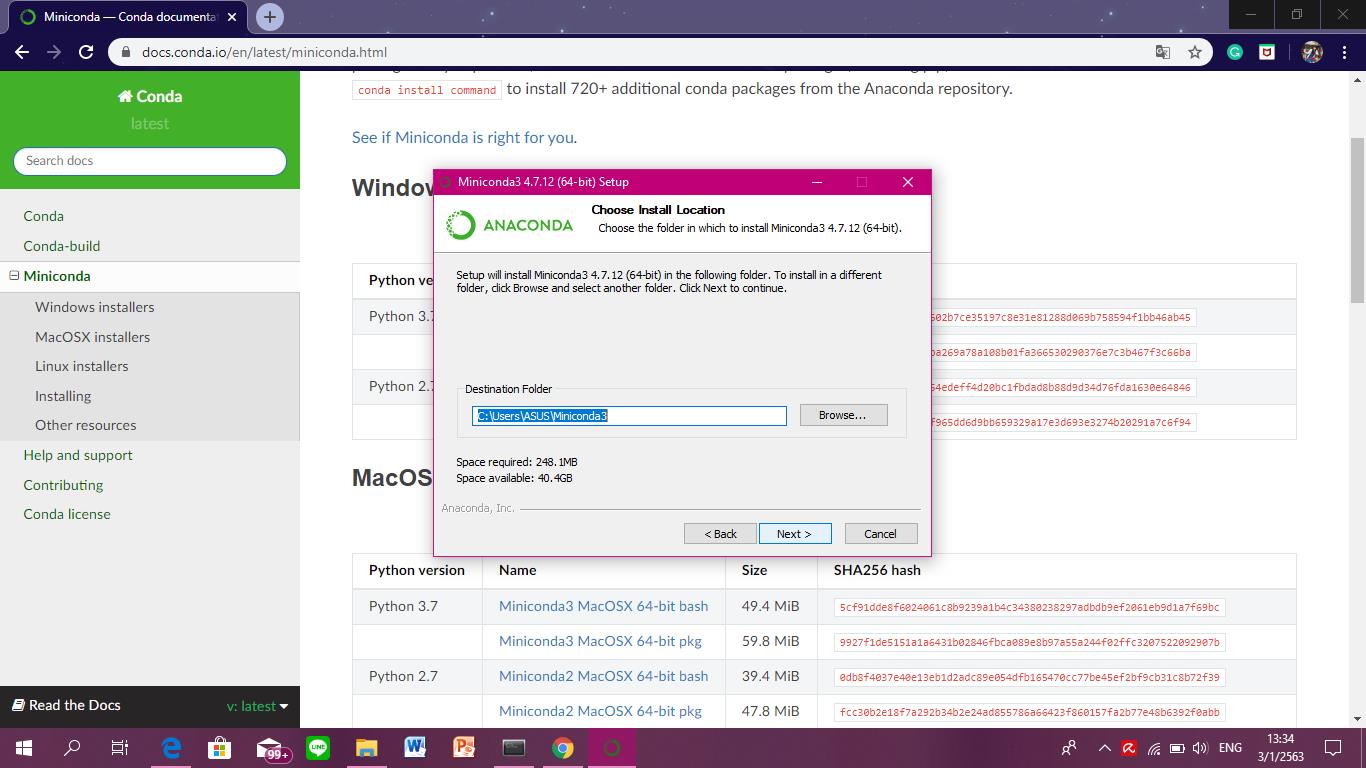 Miniconda — Conda documentat
docs.conda.io/en/latest/miniconda.html
Conda
latest
Search docs
Conda
Conda-build
Miniconda
Windows installers
MacOSX installers
Linux installers
Installing
Other resources
Help and support
Contributing
Conda license
Read the Docs
v: latest
conda install command to install 720+ additional conda packages from the Anaconda repository.
See if Miniconda is right for you.
Window
Python ve
Python 3.7
602b7ce35197c8e31e81288d069b758594f1bb46ab45
ba269a78a108b01fa366530290376e7c3b467f3c66ba
Python 2.7
64edeff4d20bc1fbdad8b88d9d34d76fda1630e64846
f965dd6d9bb659329a17e3d693e3274b20291a7c6f94
Miniconda3 4.7.12 (64-bit) Setup
ANACONDA
Choose Install Location
Choose the folder in which to install Miniconda3 4.7.12 (64-bit).
Setup will install Miniconda3 4.7.12 (64-bit) in the following folder. To install in a different
folder, click Browse and select another folder. Click Next to continue.
Destination Folder
C:\Users\ASUS\Miniconda3
Browse...
Space required: 248.1MB
Space available: 40.4GB
Anaconda, Inc.
< Back
Next >
Cancel
MacOS
Python version Name Size SHA256 hash
Python 3.7 Miniconda3 MacOSX 64-bit bash 49.4 MiB 5cf91dde8f6024061c8b9239a1b4c34380238297adbdb9ef2061eb9d1a7f69bc
Miniconda3 MacOSX 64-bit pkg 59.8 MiB 9927f1de5151a1a6431b02846fbca089e8b97a55a244f02ffc3207522092907b
Python 2.7 Miniconda2 MacOSX 64-bit bash 39.4 MiB 0db8f4037e40e13eb1d2adc89e054dfb165470cc77be45ef2bf9cb31c8b72f39
Miniconda2 MacOSX 64-bit pkg 47.8 MiB fcc30b2e18f7a292b34b2e24ad855786a66423f860157fa2b77e48b6392f0abb
99+
LINE
ENG
13:34
3/1/2563